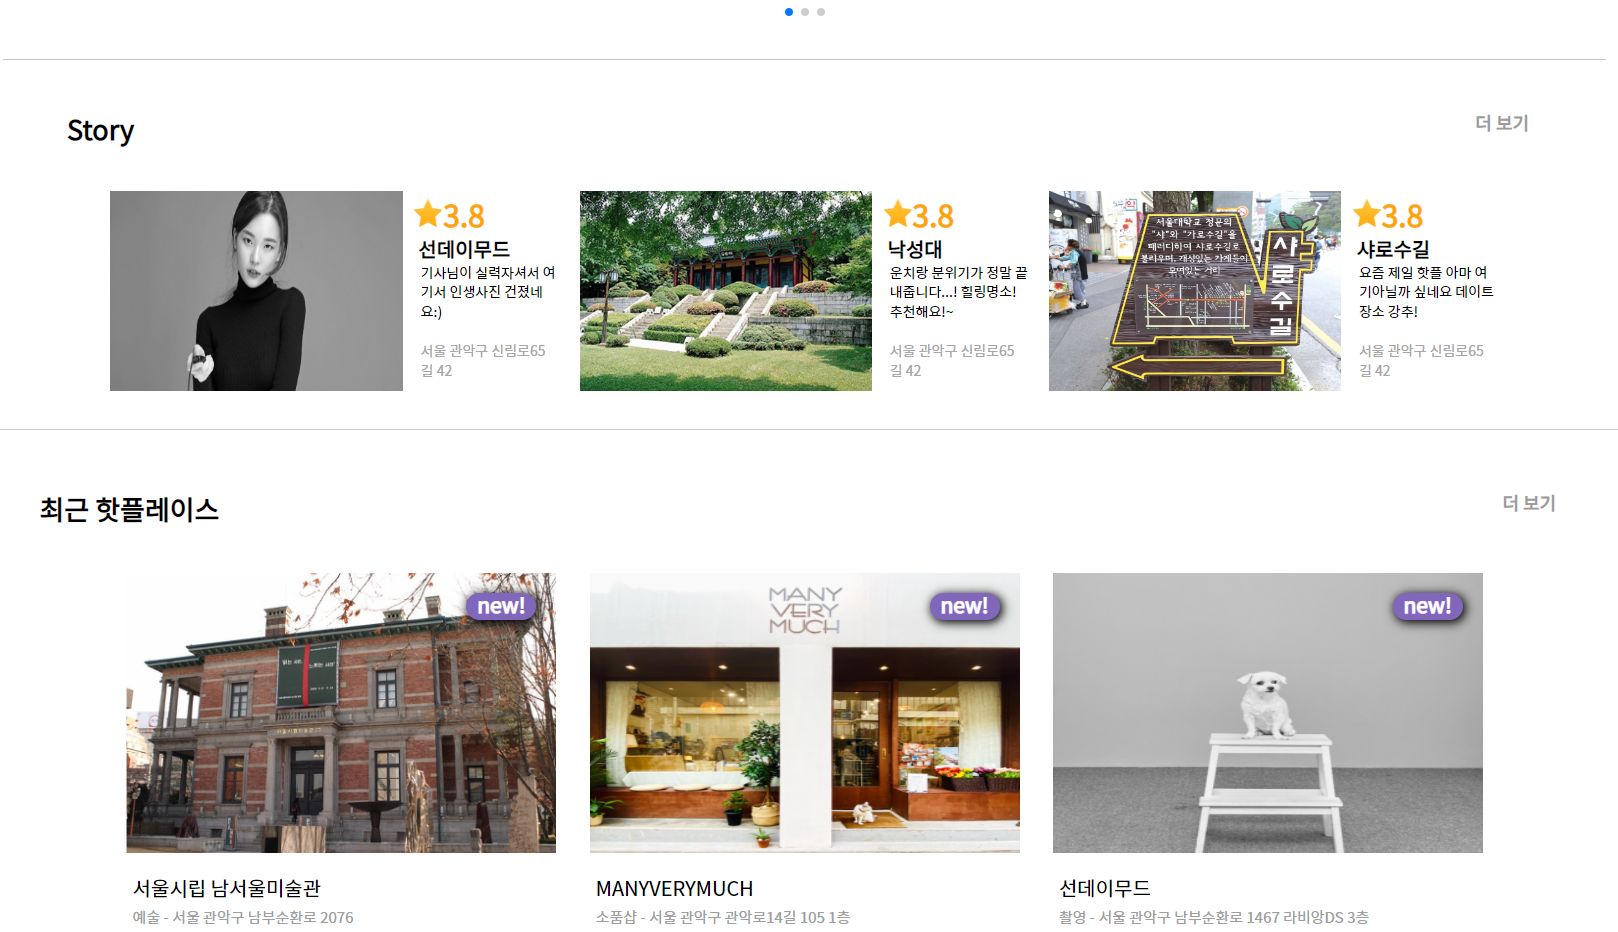 Story
더 보기
3.8
선데이무드
기사님이 실력자셔서 여
기서 인생사진 건졌네
요:)
서울 관악구 신림로65
길 42
3.8
낙성대
운치랑 분위기가 정말 끝
내줍니다...! 힐링명소!
추천해요!~
서울 관악구 신림로65
길 42
서울대학교 정문의
"샤"와 "가로수길"을
패러디하여 샤로수길로
불리우며, 개성있는 가게들이
모여있는 거리
샤로수길
3.8
샤로수길
요즘 제일 핫플 아마 여
기아닐까 싶네요 데이트
장소 강추!
서울 관악구 신림로65
길 42
최근 핫플레이스
더 보기
new!
서울시립 남서울미술관
예술 - 서울 관악구 남부순환로 2076
MANY
VERY
MUCH
new!
MANYVERYMUCH
소품샵 - 서울 관악구 관악로14길 105 1층
new!
선데이무드
촬영 - 서울 관악구 남부순환로 1467 라비앙DS 3층